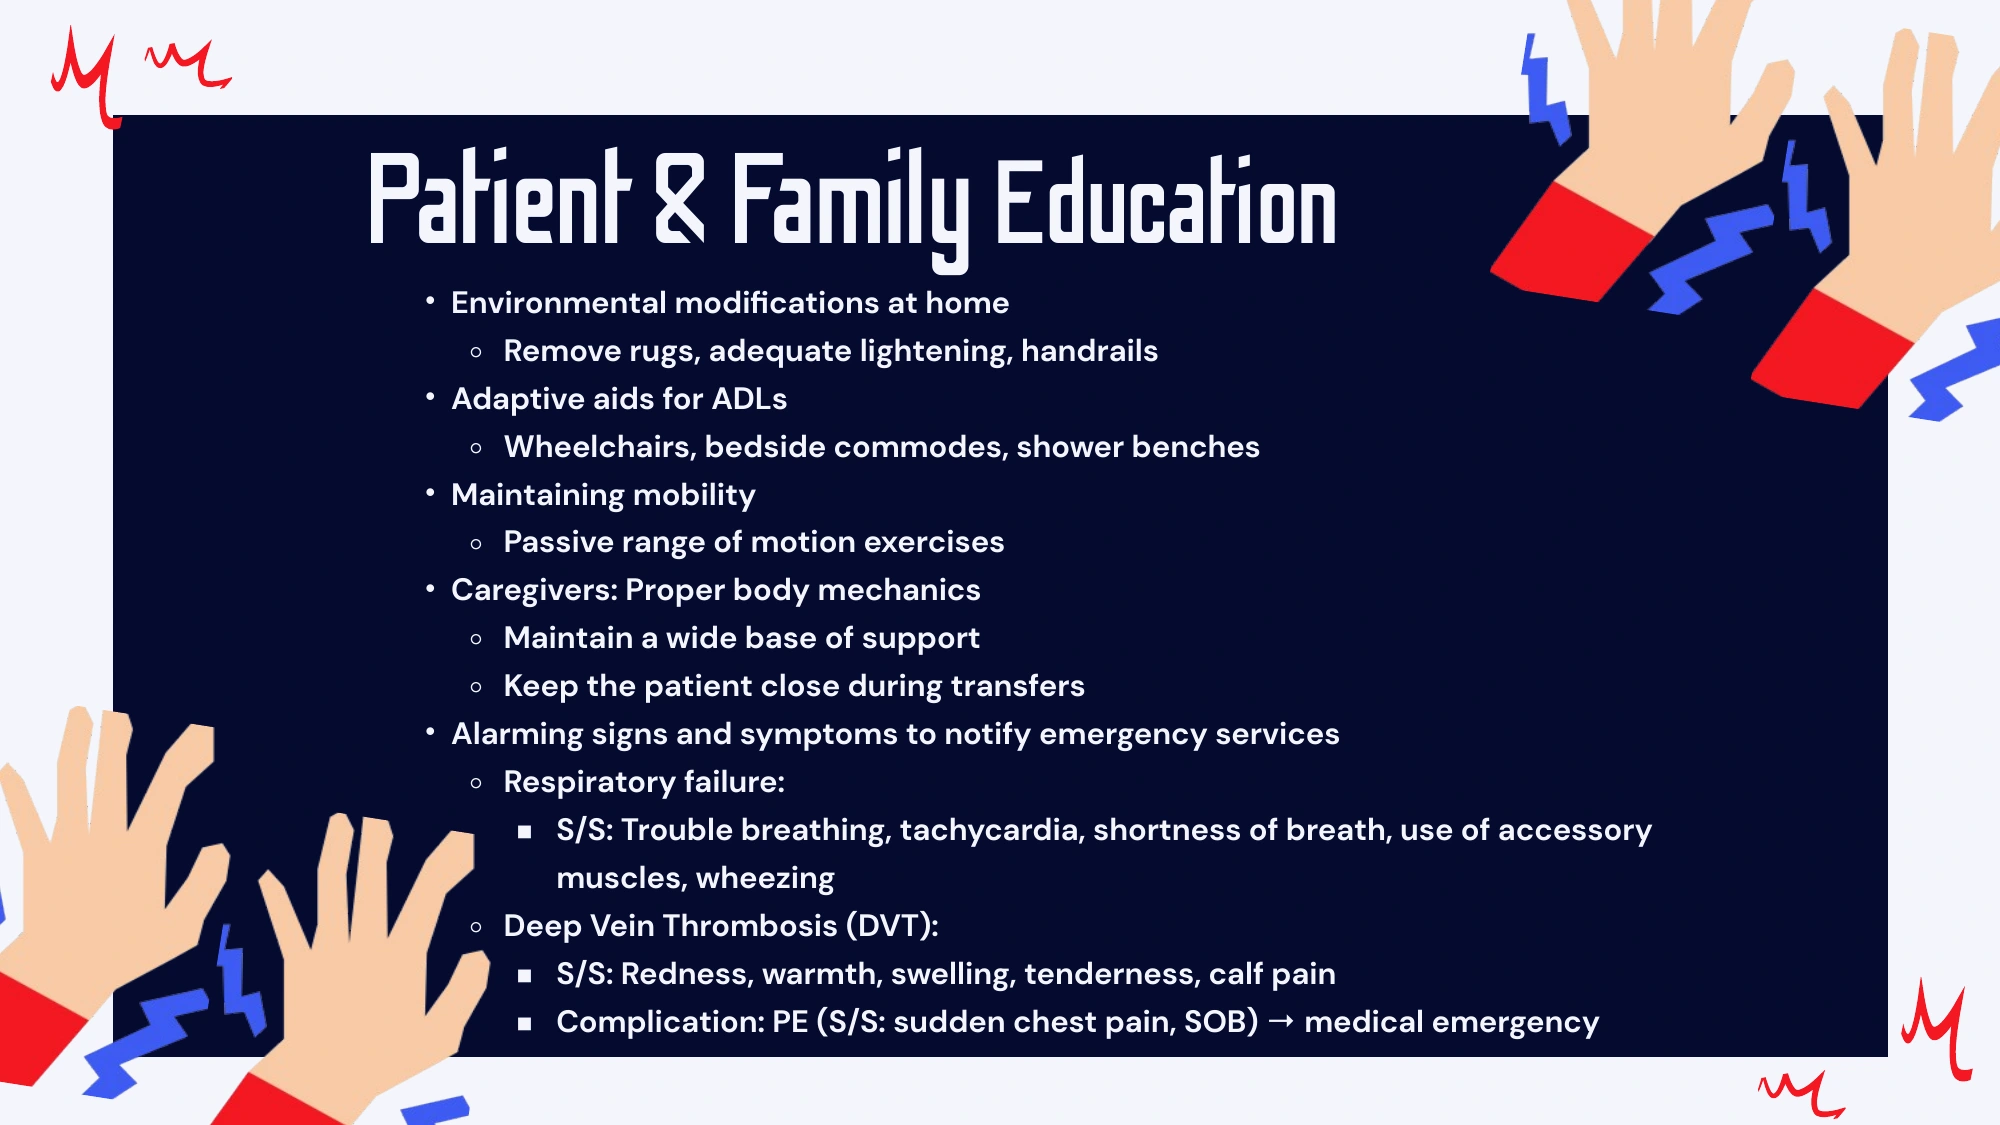 Patient & Family Education
• Environmental modifications at home
○ Remove rugs, adequate lightening, handrails
• Adaptive aids for ADLs
○ Wheelchairs, bedside commodes, shower benches
• Maintaining mobility
○ Passive range of motion exercises
• Caregivers: Proper body mechanics
○ Maintain a wide base of support
○ Keep the patient close during transfers
• Alarming signs and symptoms to notify emergency services
○ Respiratory failure:
■ S/S: Trouble breathing, tachycardia, shortness of breath, use of accessory
muscles, wheezing
○ Deep Vein Thrombosis (DVT):
■ S/S: Redness, warmth, swelling, tenderness, calf pain
■ Complication: PE (S/S: sudden chest pain, SOB) → medical emergency